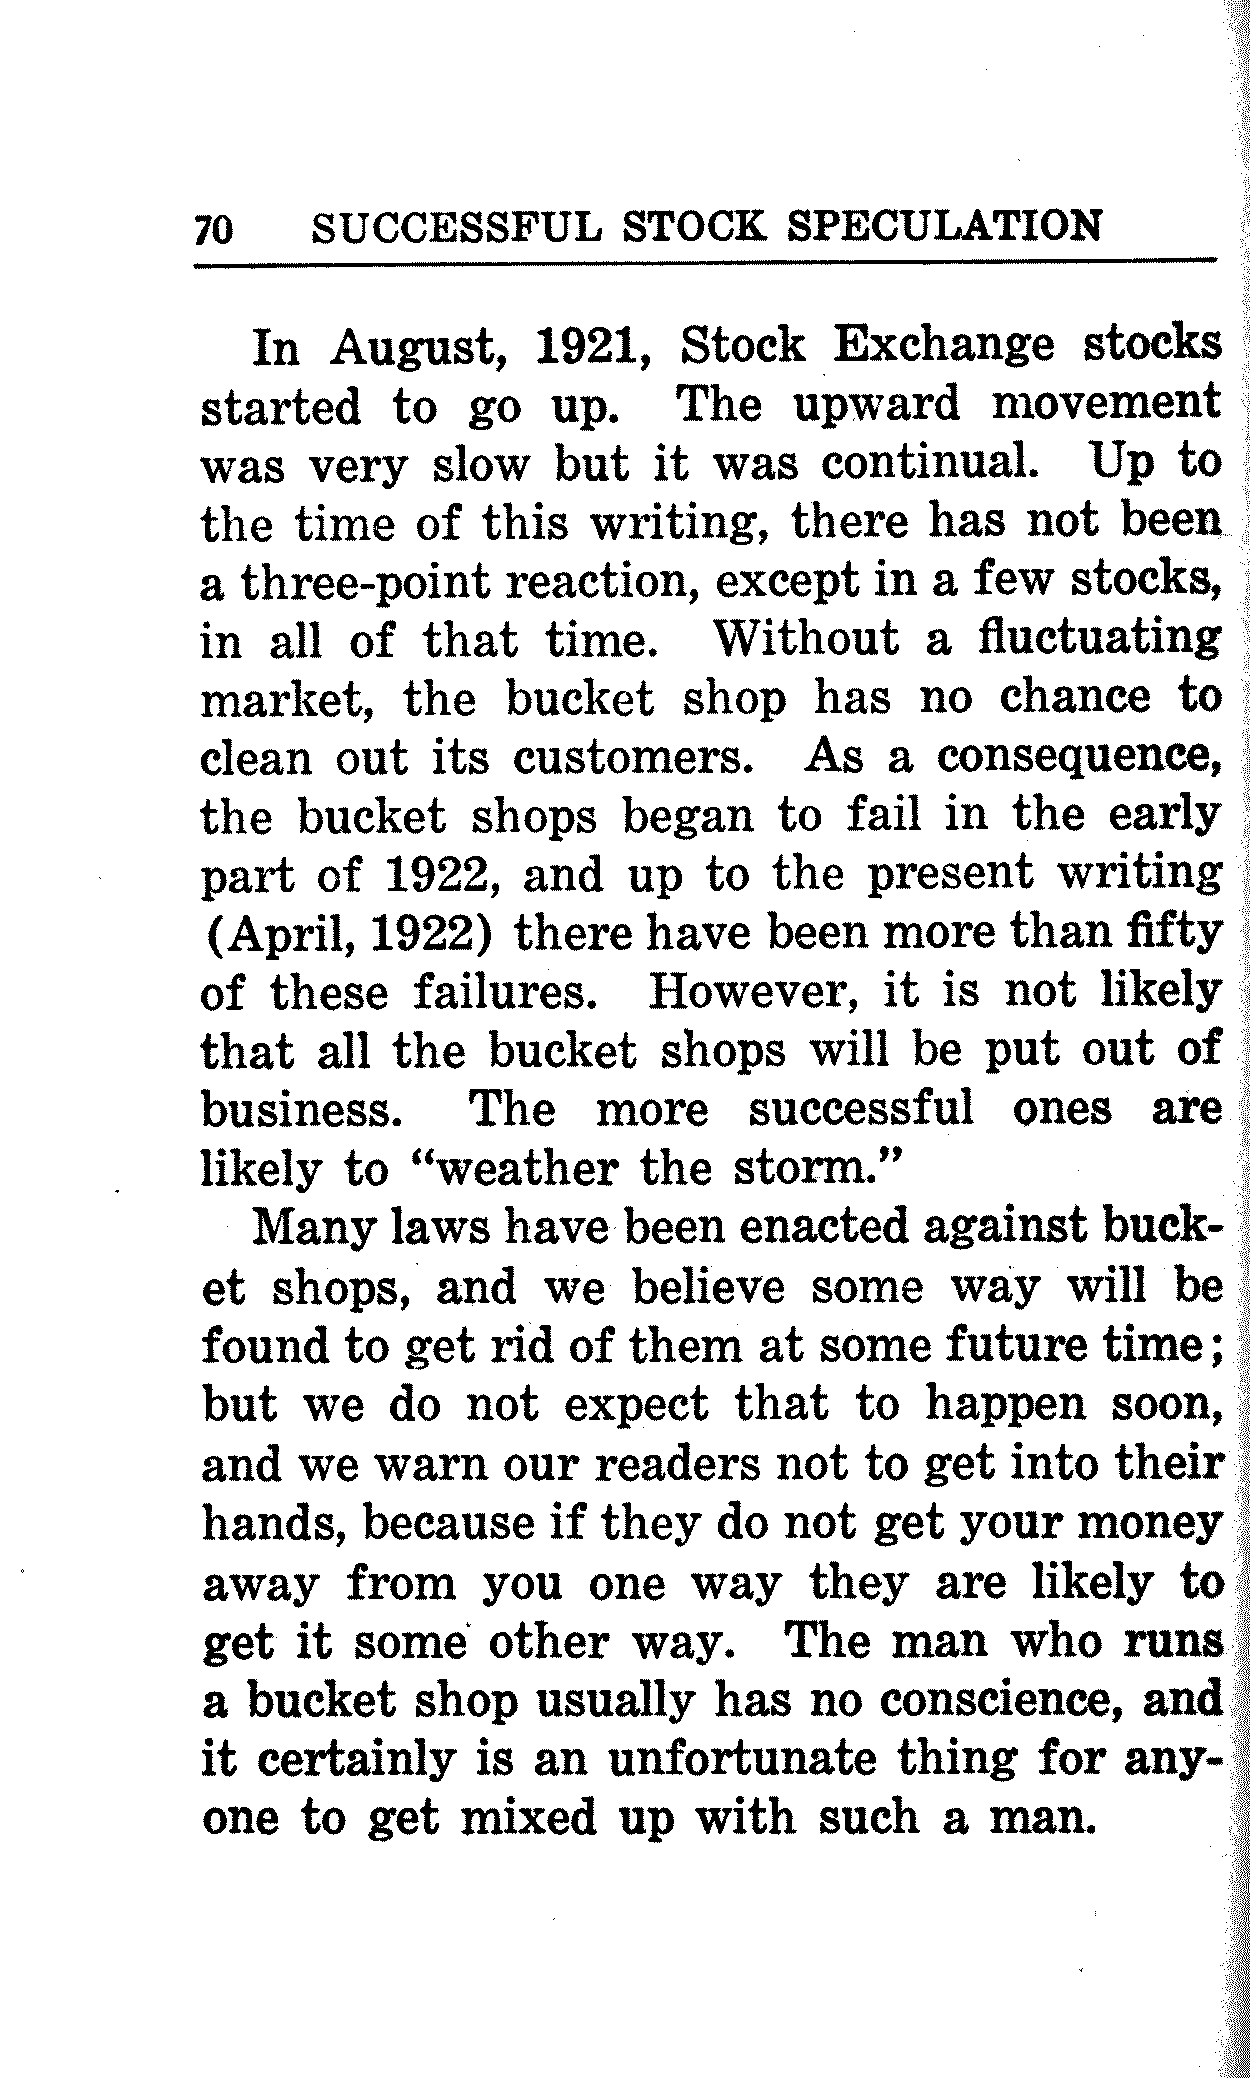 70 SUCCESSFUL STOCK SPECULATION
In August, 1921, Stock Exchange stocks
started to go up. The upward movement
was very slow but it was continual. Up to
the time of this writing, there has not been
a three-point reaction, except in a few stocks,
in all of that time. Without a fluctuating
market, the bucket shop has no chance to
clean out its customers. As a consequence,
the bucket shops began to fail in the early
part of 1922, and up to the present writing
(April, 1922) there have been more than fifty
of these failures. However, it is not likely
that all the bucket shops will be put out of
business. The more successful ones are
likely to “weather the storm.”
Many laws have been enacted against buck-
et shops, and we believe some way will be
found to get rid of them at some future time;
but we do not expect that to happen soon,
and we warn our readers not to get into their
hands, because if they do not get your money
away from you one way they are likely to
get it some other way. The man who runs
a bucket shop usually has no conscience, and
it certainly is an unfortunate thing for any-
one to get mixed up with such a man.